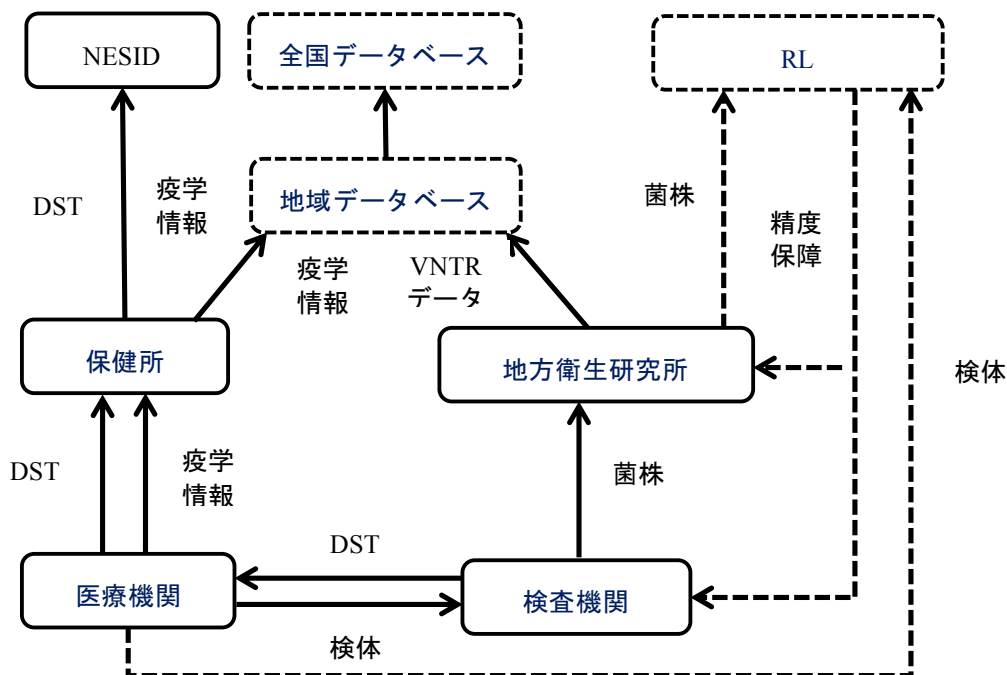 NESID
全国データベース
RL
DST
疫学
情報
地域データベース
菌株
精度
保障
疫学
情報
VNTR
データ
保健所
地方衛生研究所
検体
DST
疫学
情報
菌株
DST
医療機関
検査機関
検体